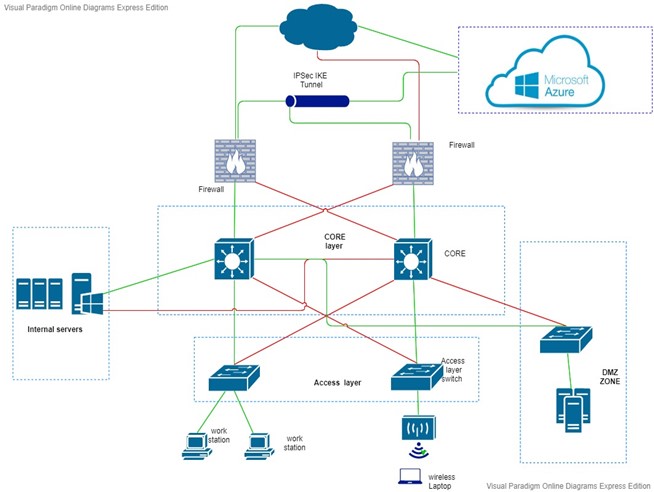 Visual Paradigm Online Diagrams Express Edition
IPSec IKE
Tunnel
Microsoft
Azure
Firewall
Firewall
CORE
layer
CORE
Internal servers
Access layer
Access
layer
switch
DMZ
ZONE
work
station
work
station
wireless
Laptop
Visual Paradigm Online Diagrams Express Edition